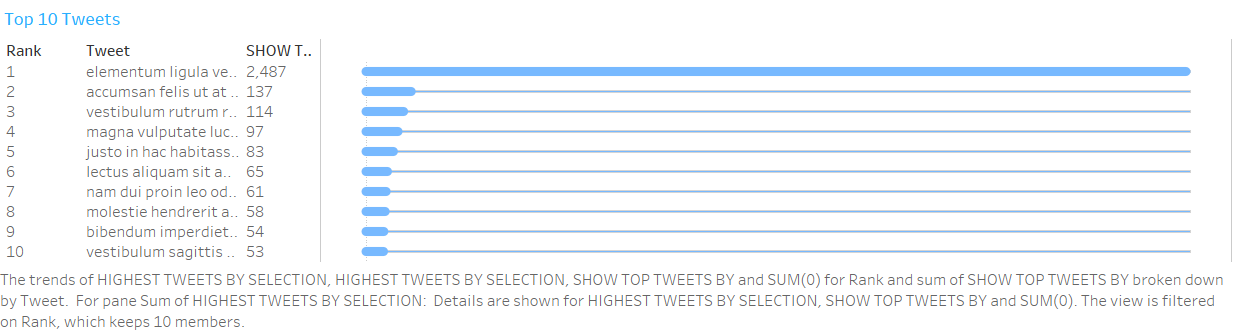 Top 10 Tweets
Rank Tweet SHOW T..
1 elementum ligula ve.. 2,487
2 accumsan felis ut at .. 137
3 vestibulum rutrum r.. 114
4 magna vulputate luc.. 97
5 justo in hac habitass.. 83
6 lectus aliquam sit a.. 65
7 nam dui proin leo od.. 61
8 molestie hendrerit a.. 58
9 bibendum imperdiet.. 54
10 vestibulum sagittis .. 53
The trends of HIGHEST TWEETS BY SELECTION, HIGHEST TWEETS BY SELECTION, SHOW TOP TWEETS BY and SUM(0) for Rank and sum of SHOW TOP TWEETS BY broken down
by Tweet. For pane Sum of HIGHEST TWEETS BY SELECTION: Details are shown for HIGHEST TWEETS BY SELECTION, SHOW TOP TWEETS BY and SUM(0). The view is filtered
on Rank, which keeps 10 members.